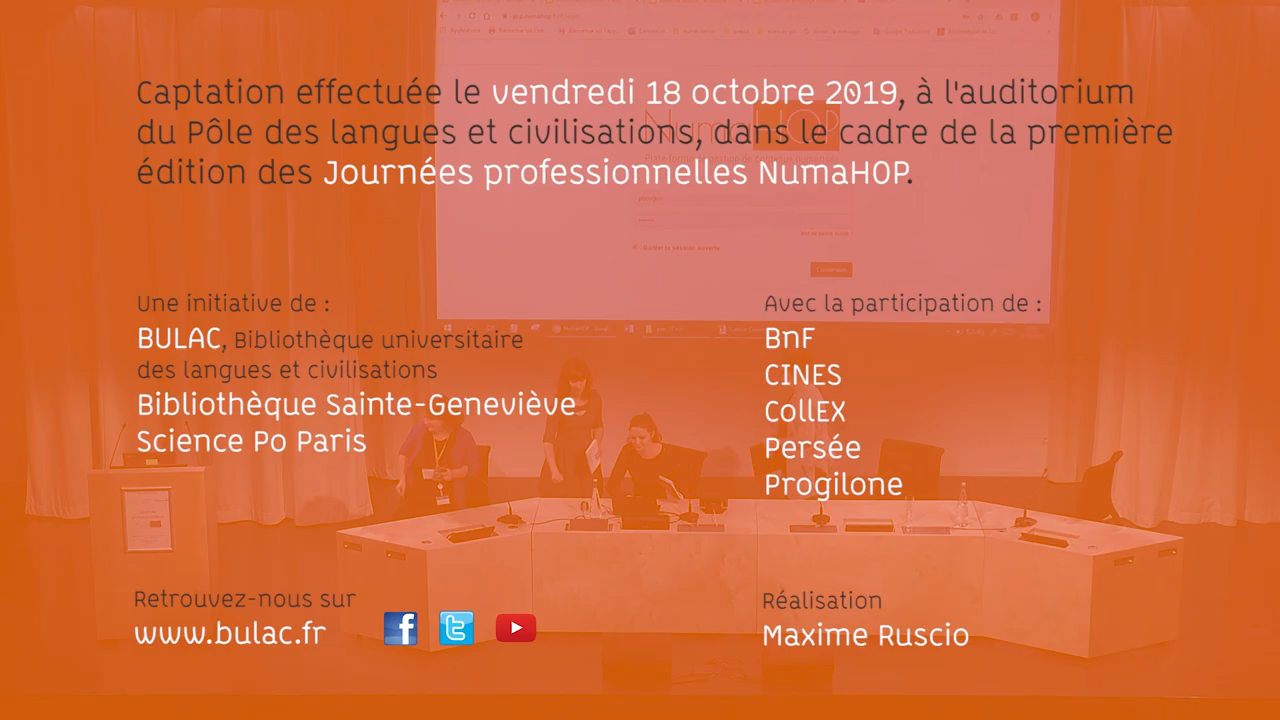 Captation effectuée le vendredi 18 octobre 2019, à l'auditorium
du Pôle des langues et civilisations, dans le cadre de la première
édition des Journées professionnelles NumaHOP.
NumaHOP
Une initiative de :
BULAC, Bibliothèque universitaire
des langues et civilisations
Bibliothèque Sainte-Geneviève
Science Po Paris
Avec la participation de :
BnF
CINES
CollEX
Persée
Progilone
Retrouvez-nous sur
www.bulac.fr
Réalisation
Maxime Ruscio